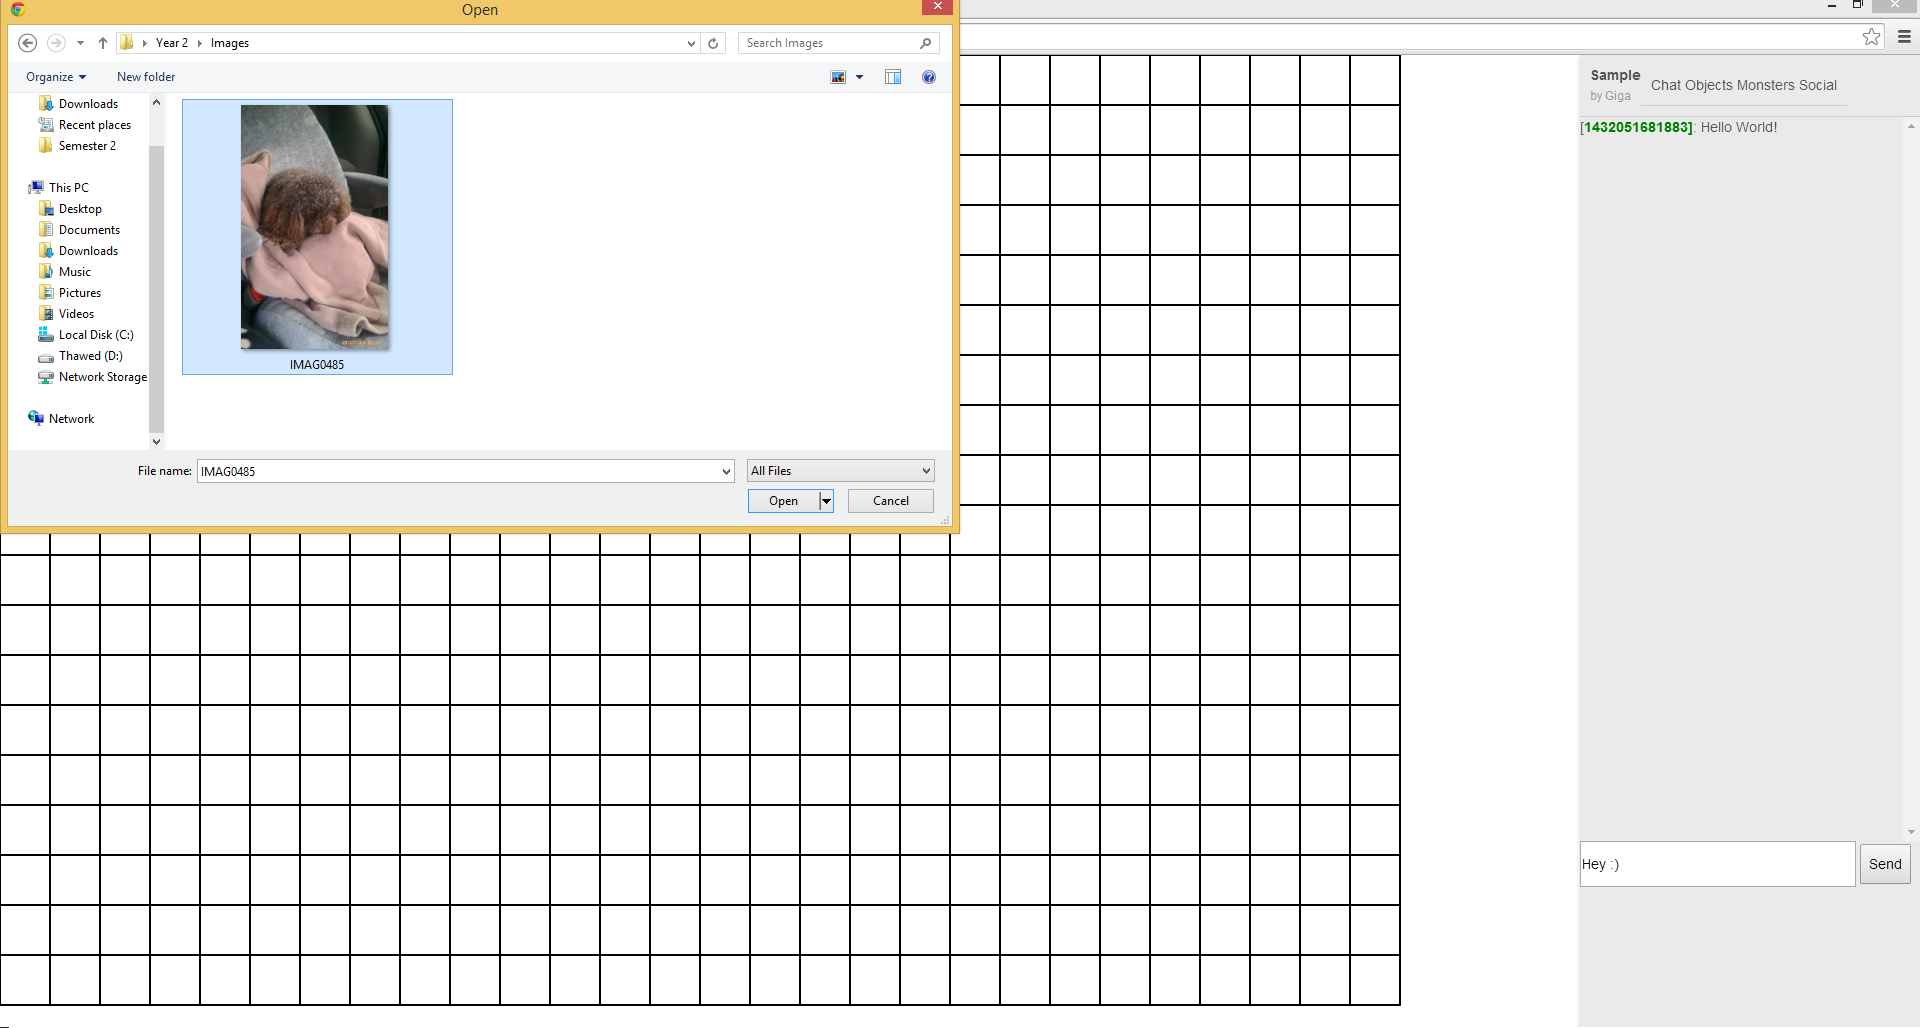 Open
Year 2 Images
Search Images
Organize
New folder
Downloads
Recent places
Semester 2
This PC
Desktop
Documents
Downloads
Music
Pictures
Videos
Local Disk (C:)
Thawed (D:)
Network Storage
Network
IMAG0485
File name: IMAG0485
All Files
Open
Cancel
Sample
by Giga
Chat Objects Monsters Social
[1432051681883]: Hello World!
Hey :)
Send